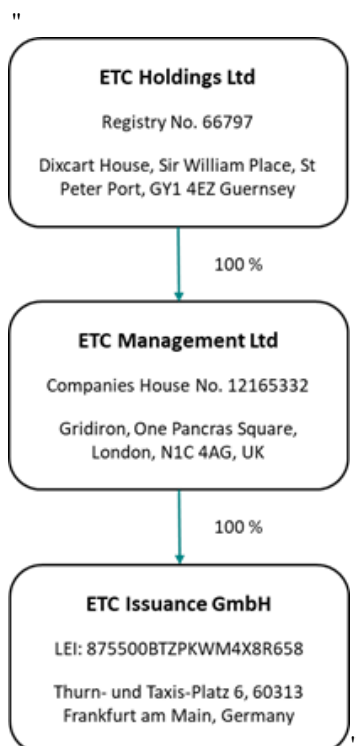 "
ETC Holdings Ltd
Registry No. 66797
Dixcart House, Sir William Place, St
Peter Port, GY1 4EZ Guernsey
100 %
ETC Management Ltd
Companies House No. 12165332
Gridiron, One Pancras Square,
London, N1C 4AG, UK
100 %
ETC Issuance GmbH
LEI: 875500BTZPKWM4X8R658
Thurn- und Taxis-Platz 6, 60313
Frankfurt am Main, Germany
"